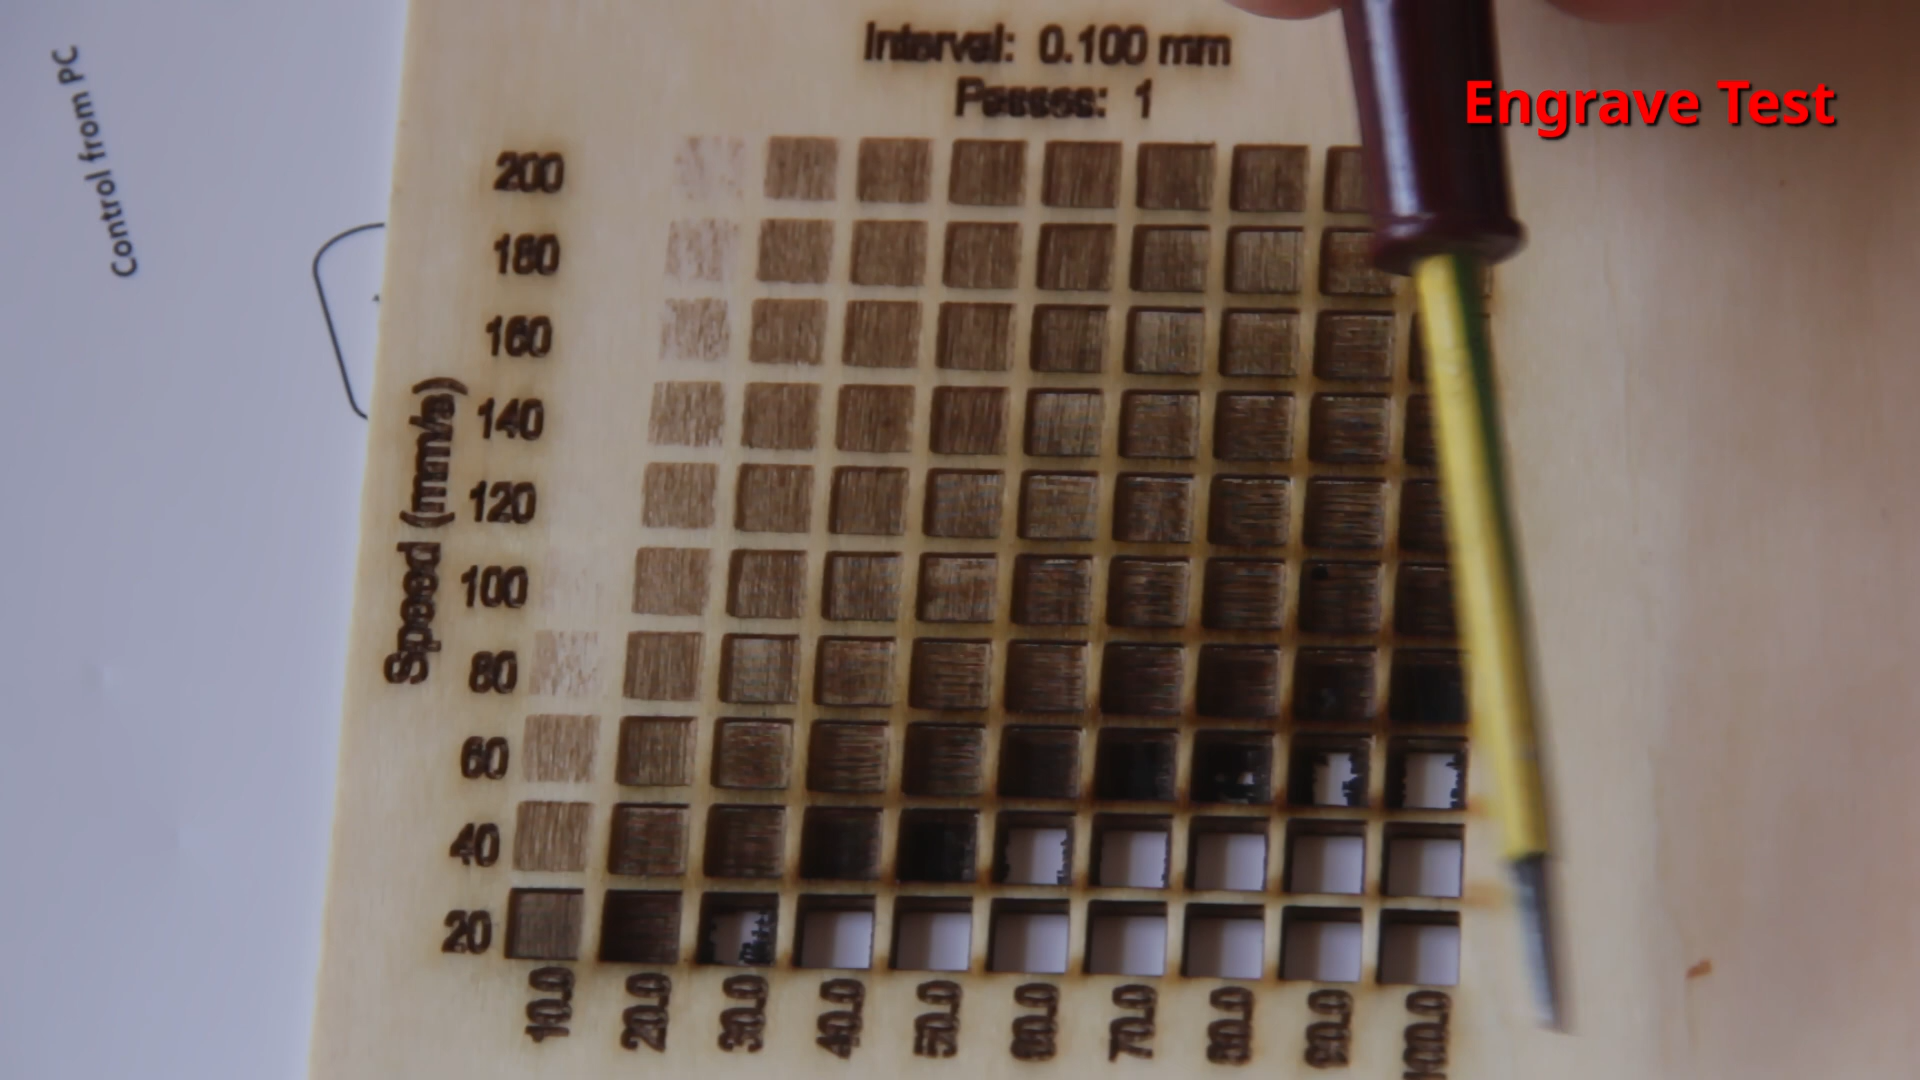 Control from PC
Interval: 0.100 mm
Passes: 1
Engrave Test
Speed (mm/s)
200
180
160
140
120
100
80
60
40
20
10.0 20.0 30.0 40.0 50.0 60.0 70.0 80.0 90.0 100.0